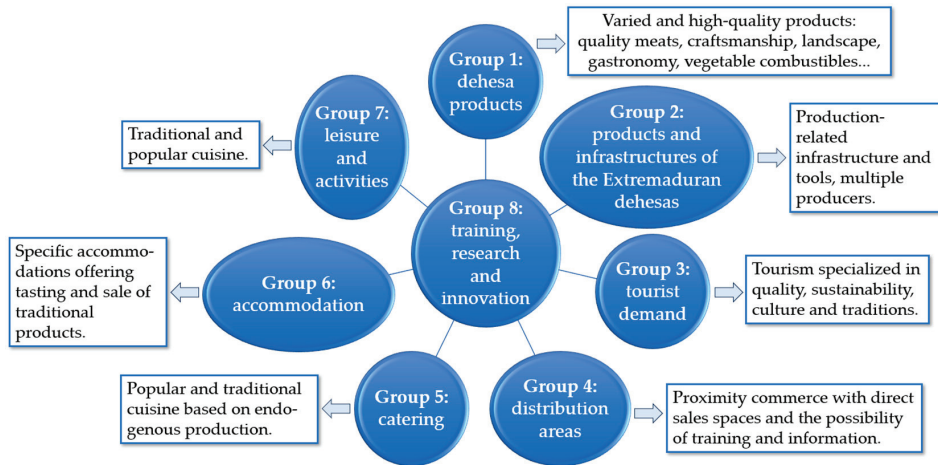 Group 1:
dehesa
products
Varied and high-quality products:
quality meats, craftsmanship, landscape,
gastronomy, vegetable combustibles...
Group 2:
products and
infrastructures of
the Extremaduran
dehesas
Production-
related
infrastructure and
tools, multiple
producers.
Group 7:
leisure
and
activities
Traditional and
popular cuisine.
Group 8:
training,
research
and
innovation
Group 3:
tourist
demand
Tourism specialized in
quality, sustainability,
culture and traditions.
Group 6:
accommodation
Specific accommo-
dations offering
tasting and sale of
traditional
products.
Group 5:
catering
Popular and traditional
cuisine based on endo-
genous production.
Group 4:
distribution
areas
Proximity commerce with direct
sales spaces and the possibility
of training and information.